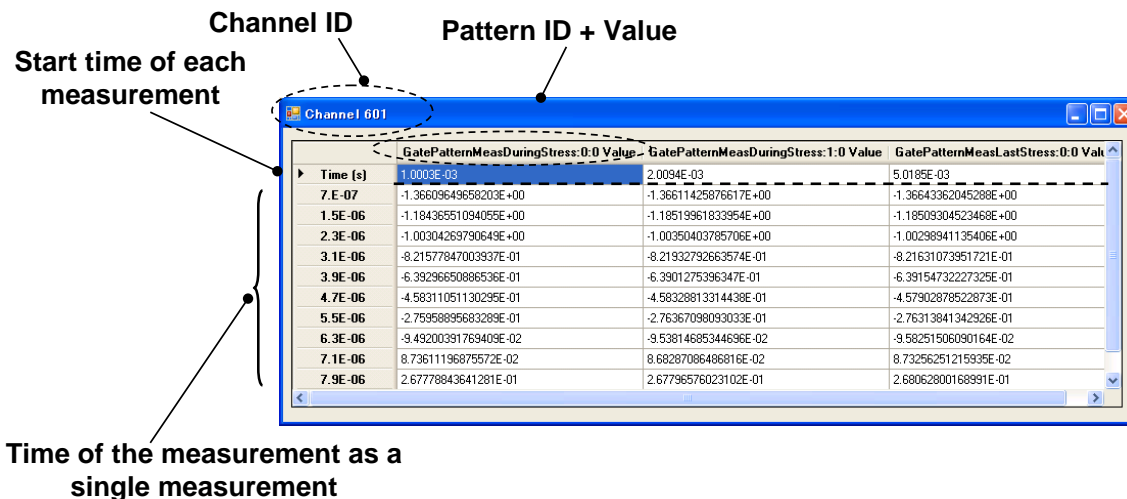 Channel ID
Pattern ID + Value
Start time of each
measurement
Channel 601
GatePatternMeasDuringStress:0:0 Value GatePatternMeasDuringStress:1:0 Value GatePatternMeasLastStress:0:0 Valu
Time (s) 1.0003E-03 2.0094E-03 5.0185E-03
7.E-07 -1.36609649658203E+00 -1.36611425876617E+00 -1.36643362045288E+00
1.5E-06 -1.18436551094055E+00 -1.18519961833954E+00 -1.18509304523468E+00
2.3E-06 -1.00304269790649E+00 -1.00350403785706E+00 -1.00298941135406E+00
3.1E-06 -8.21577847003937E-01 -8.21932792663574E-01 -8.21631073951721E-01
3.9E-06 -6.39296650886536E-01 -6.3901275396347E-01 -6.39154732227325E-01
4.7E-06 -4.58311051130295E-01 -4.58328813314438E-01 -4.57902878522873E-01
5.5E-06 -2.75958895683289E-01 -2.76367098093033E-01 -2.76313841342926E-01
6.3E-06 -9.49200391769409E-02 -9.53814685344696E-02 -9.58251506090164E-02
7.1E-06 8.73611196875572E-02 8.68287086486816E-02 8.73256251215935E-02
7.9E-06 2.67778843641281E-01 2.67796576023102E-01 2.68062800168991E-01
Time of the measurement as a
single measurement